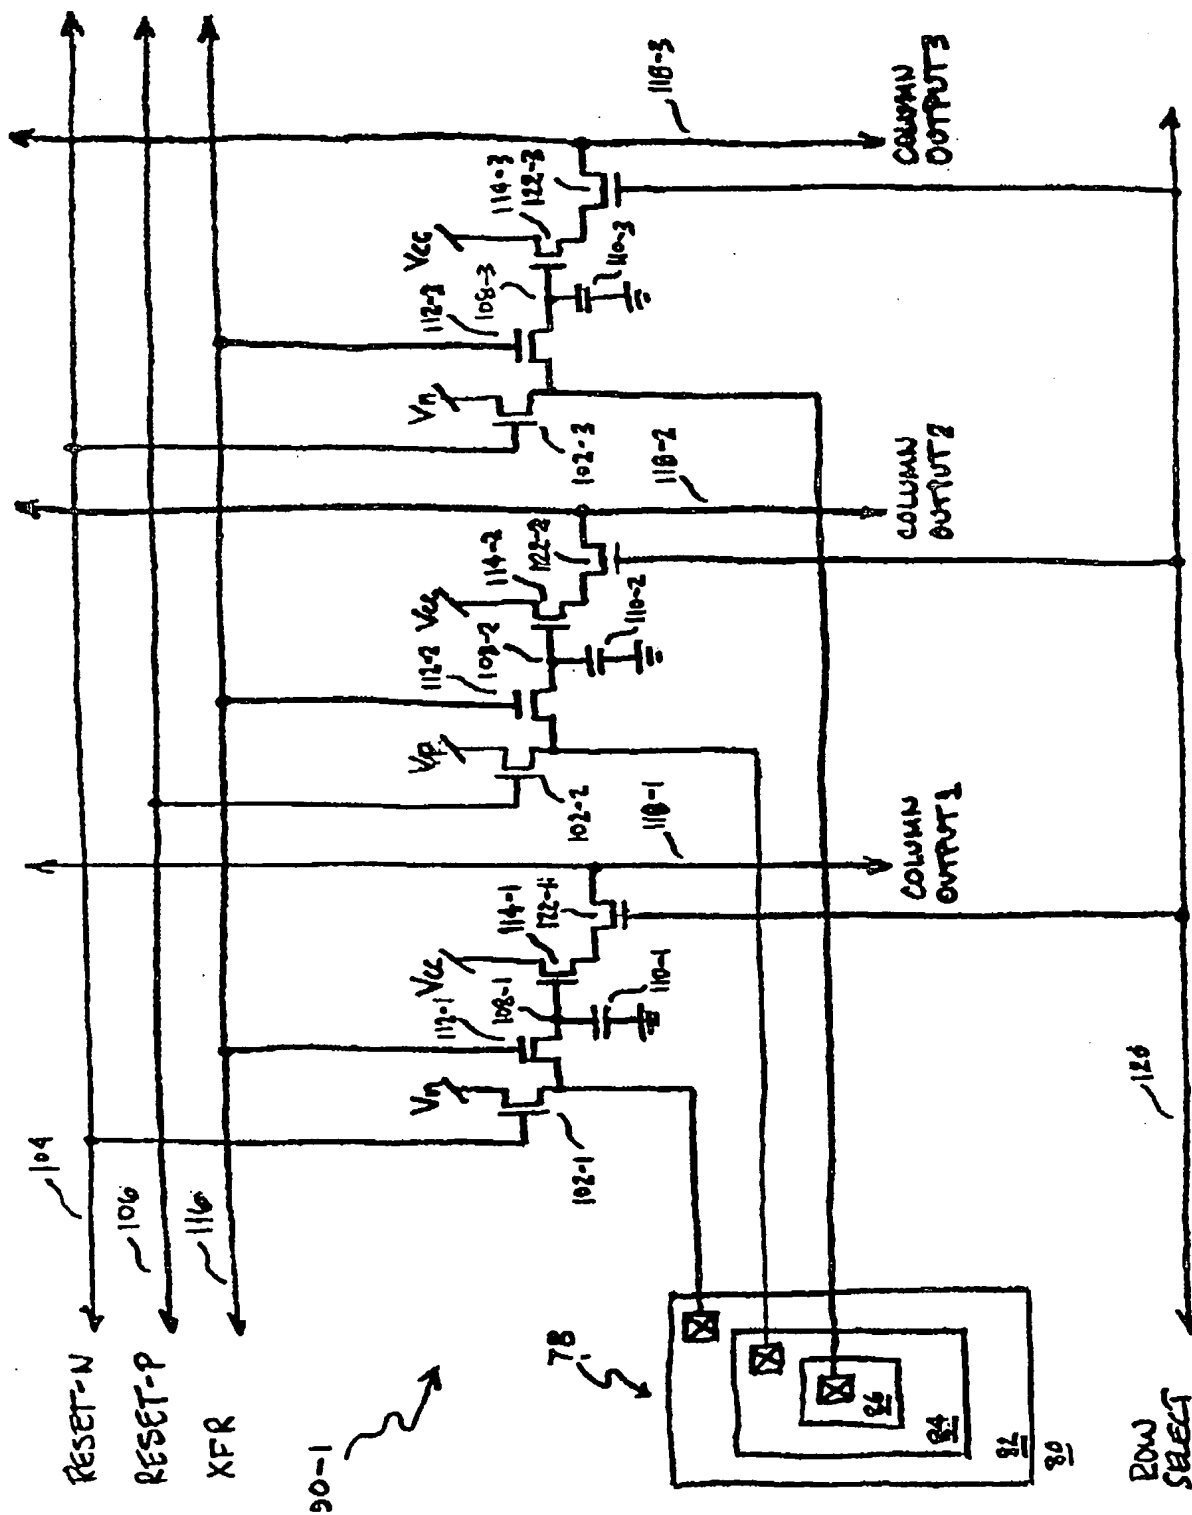 104
RESET-N
106
RESET-P
116
XFR
90-1
Vn
Vcc
Vp
Vcc
Vn
Vcc
112-1
112-2
112-3
108-1
108-2
108-3
114-1
122-1
114-2
122-2
114-3
122-3
102-1
110-1
102-2
110-2
102-3
110-3
78
118-1
118-2
118-3
86
84
82
80
COLUMN
OUTPUT 1
COLUMN
OUTPUT 2
COLUMN
OUTPUT 3
120
ROW
SELECT